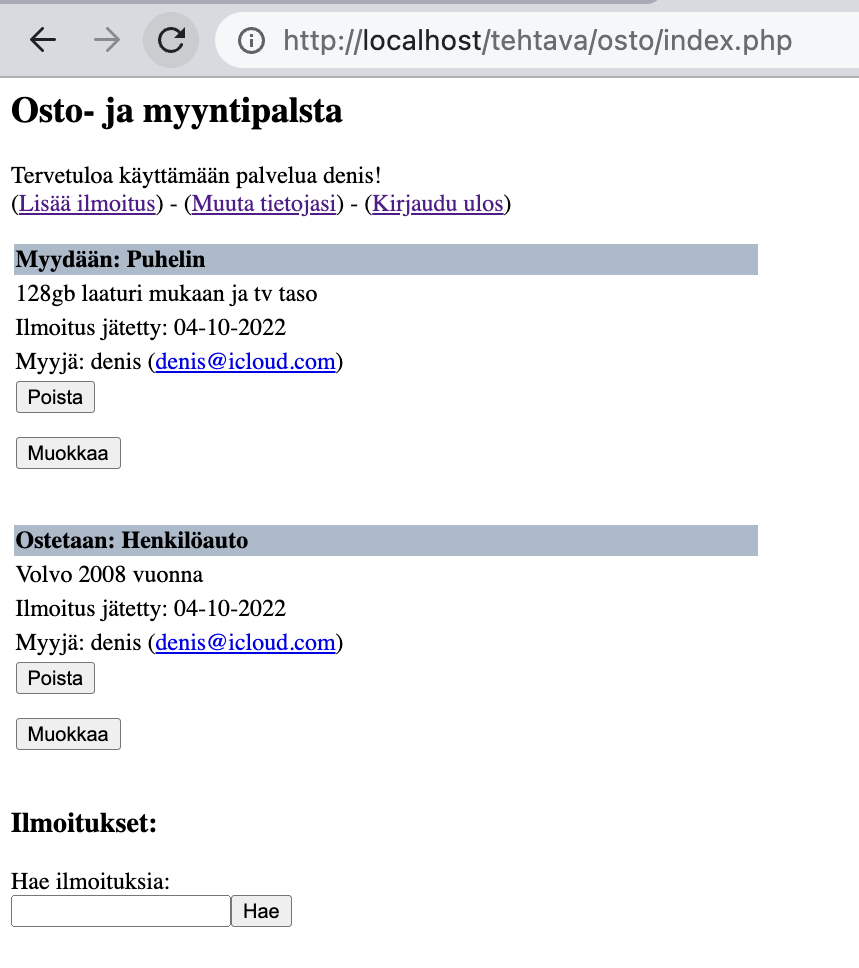 http://localhost/tehtava/osto/index.php
Osto- ja myyntipalsta
Tervetuloa käyttämään palvelua denis!
(Lisää ilmoitus) - (Muuta tietojasi) - (Kirjaudu ulos)
Myydään: Puhelin
128gb laaturi mukaan ja tv taso
Ilmoitus jätetty: 04-10-2022
Myyjä: denis (denis@icloud.com)
Poista
Muokkaa
Ostetaan: Henkilöauto
Volvo 2008 vuonna
Ilmoitus jätetty: 04-10-2022
Myyjä: denis (denis@icloud.com)
Poista
Muokkaa
Ilmoitukset:
Hae ilmoituksia:
Hae